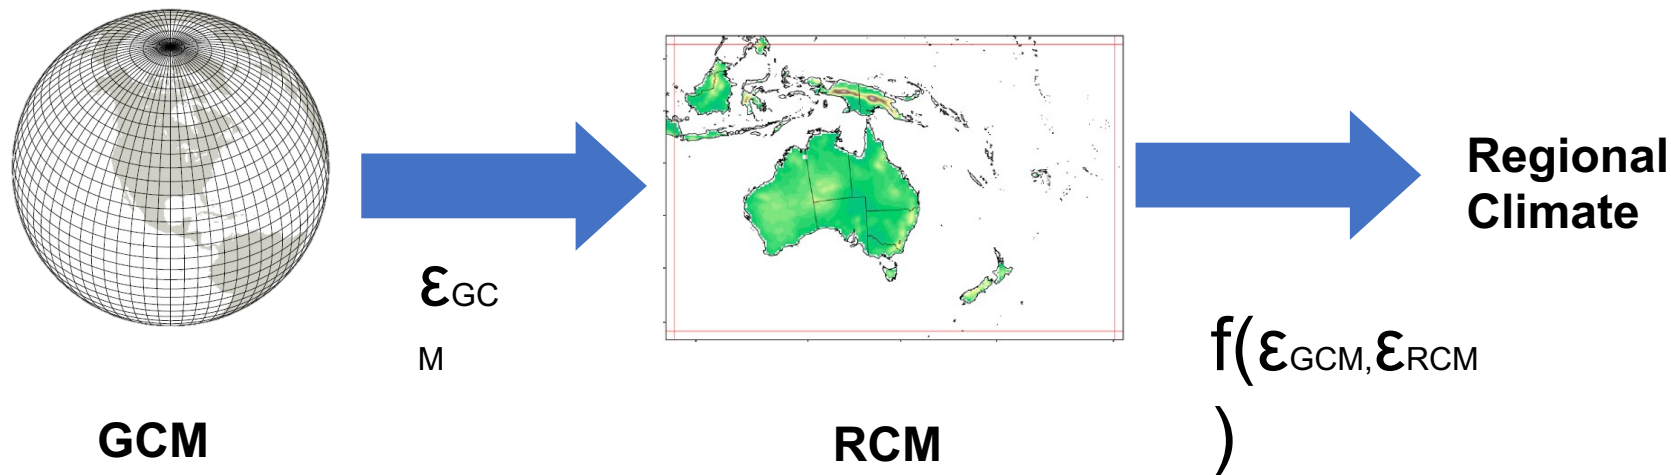 Regional
Climate
εGC
M
f(εGCM,εRCM
)
GCM
RCM